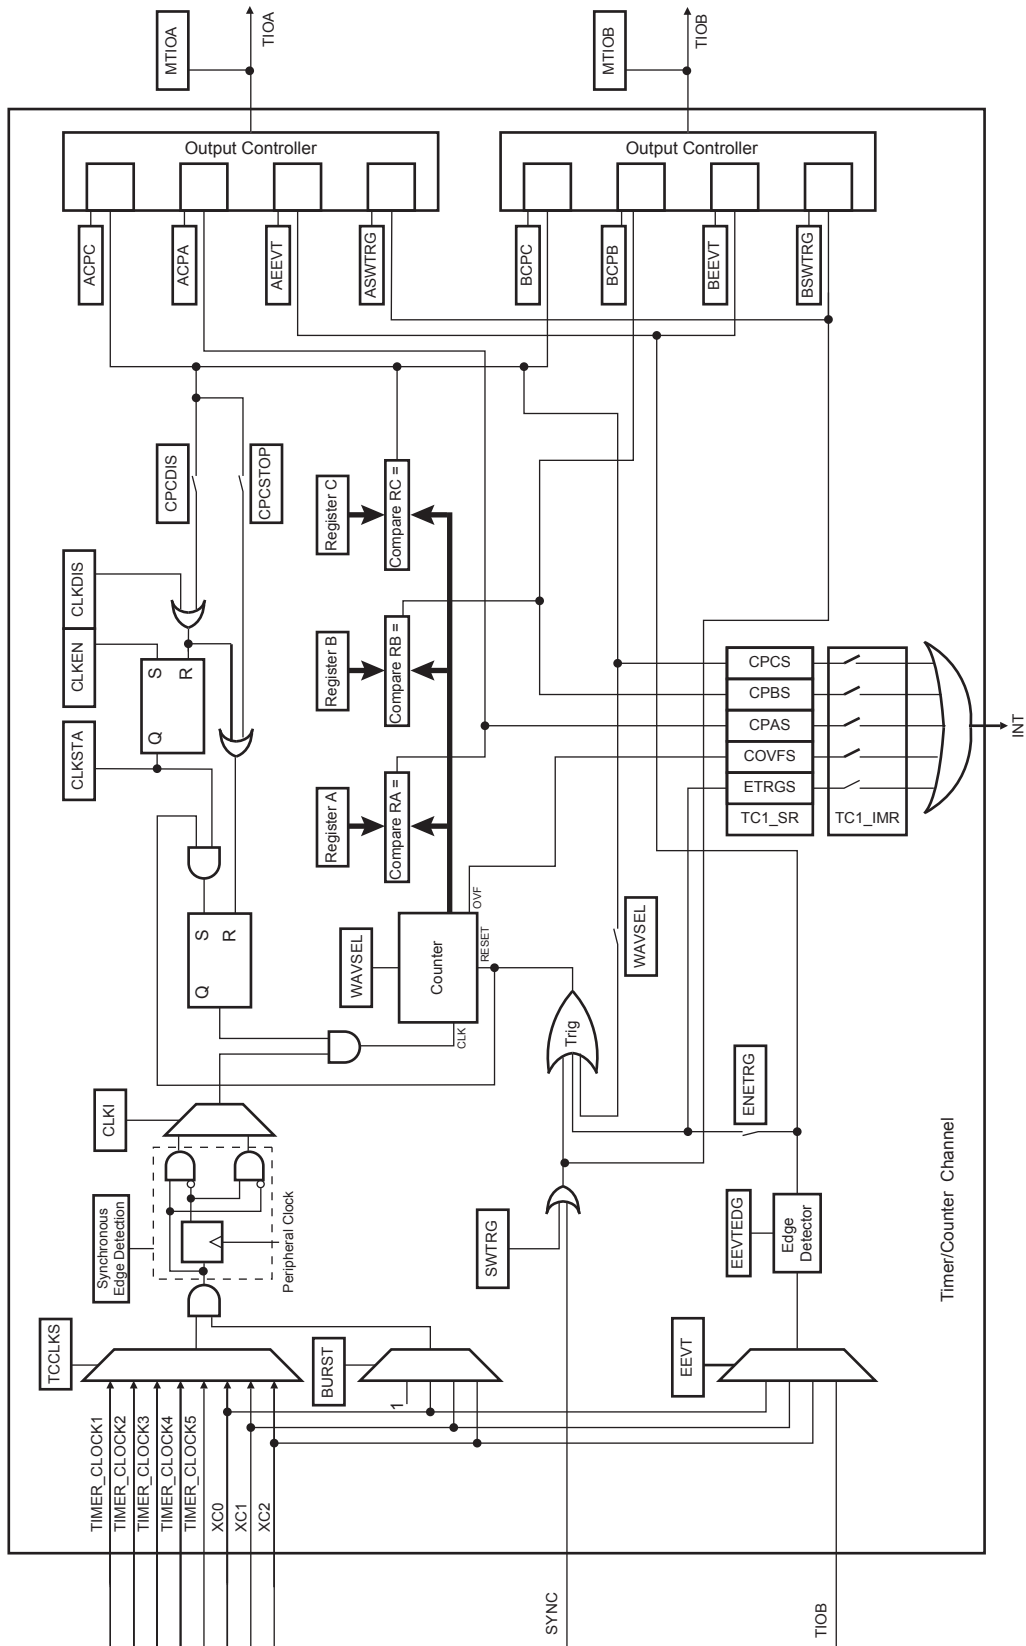 MTIOA
TIOA
MTIOB
TIOB
Output Controller
Output Controller
ACPC
ACPA
AEEVT
ASWTRG
BCPC
BCPB
BEEVT
BSWTRG
CPCDIS
CPCSTOP
Register C
Compare RC =
CLKDIS
CLKEN
CLKSTA
S
R
Q
Register B
Compare RB =
Register A
Compare RA =
CPCS
CPBS
CPAS
COVFS
ETRGS
TC1_SR
TC1_IMR
INT
S
R
Q
WAVSEL
Counter
OVF
RESET
CLK
WAVSEL
Trig
ENETRG
CLKI
Synchronous
Edge Detection
Peripheral Clock
SWTRG
EEVTEDG
Edge
Detector
Timer/Counter Channel
TCCLKS
BURST
1
EEVT
TIMER_CLOCK1
TIMER_CLOCK2
TIMER_CLOCK3
TIMER_CLOCK4
TIMER_CLOCK5
XC0
XC1
XC2
SYNC
TIOB